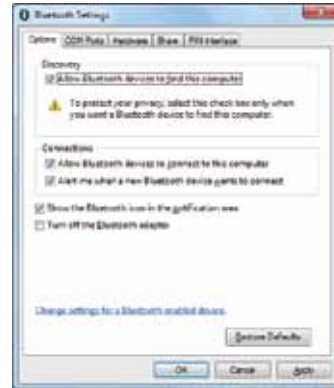 Bluetooth Settings
Options COM Ports Hardware Share PIM Interface
Discovery
Allow Bluetooth devices to find this computer
To protect your privacy, select this check box only when
you want a Bluetooth device to find this computer.
Connections
Allow Bluetooth devices to connect to this computer
Alert me when a new Bluetooth device wants to connect
Show the Bluetooth icon in the notification area
Turn off the Bluetooth adapter
Change settings for a Bluetooth enabled device.
Restore Defaults
OK Cancel Apply